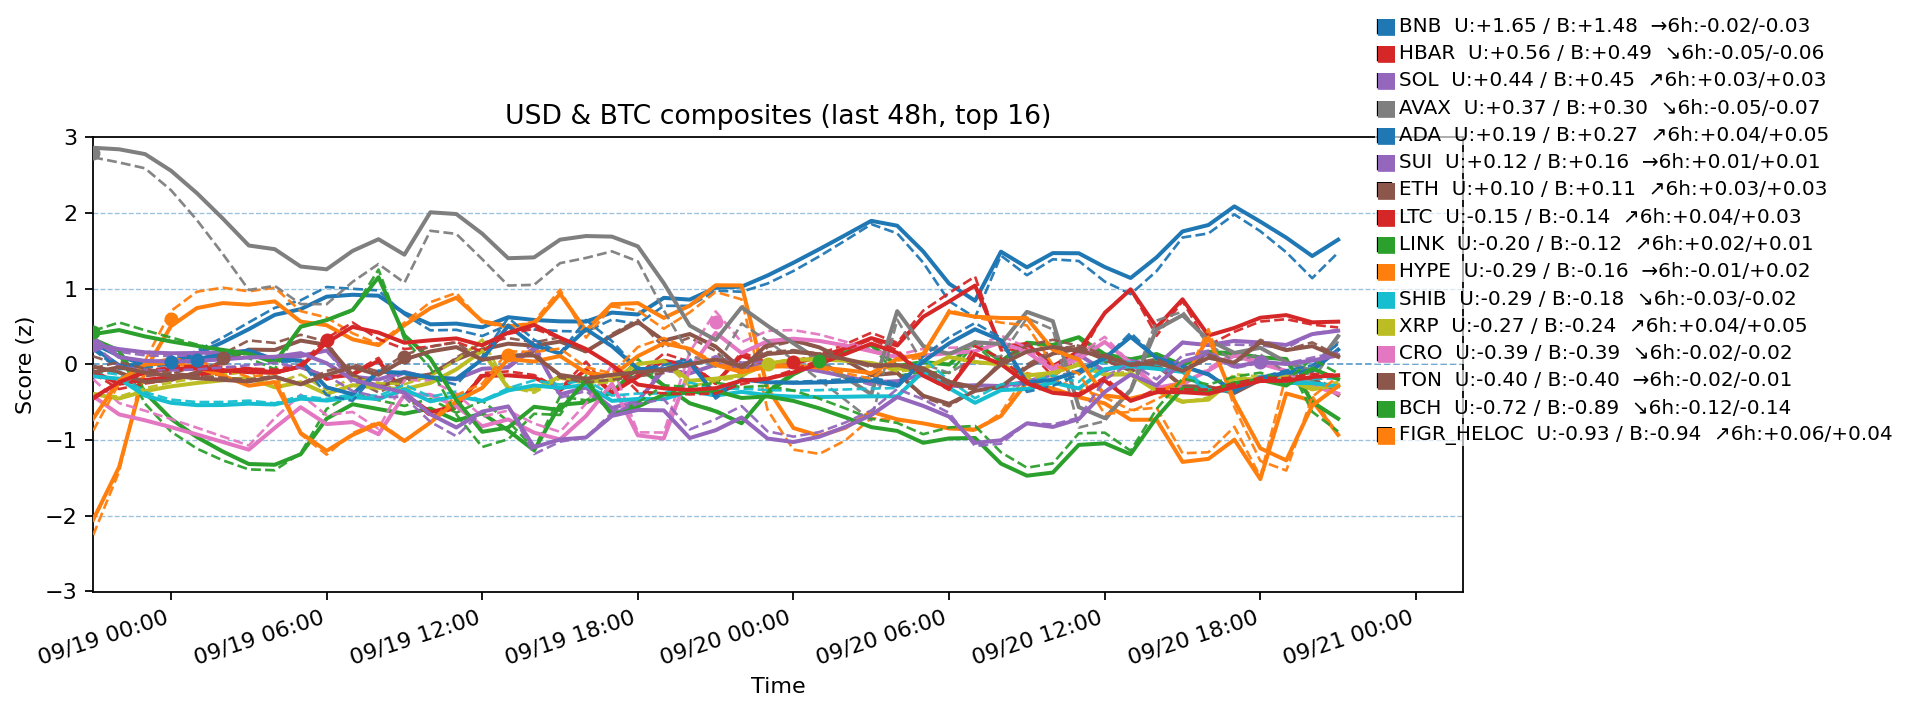 BNB  U:+1.65 / B:+1.48  →6h:-0.02/-0.03
HBAR  U:+0.56 / B:+0.49  ↘6h:-0.05/-0.06
SOL  U:+0.44 / B:+0.45  ↗6h:+0.03/+0.03
AVAX  U:+0.37 / B:+0.30  ↘6h:-0.05/-0.07
ADA  U:+0.19 / B:+0.27  ↗6h:+0.04/+0.05
SUI  U:+0.12 / B:+0.16  →6h:+0.01/+0.01
ETH  U:+0.10 / B:+0.11  ↗6h:+0.03/+0.03
LTC  U:-0.15 / B:-0.14  ↗6h:+0.04/+0.03
LINK  U:-0.20 / B:-0.12  ↗6h:+0.02/+0.01
HYPE  U:-0.29 / B:-0.16  →6h:-0.01/+0.02
SHIB  U:-0.29 / B:-0.18  ↘6h:-0.03/-0.02
XRP  U:-0.27 / B:-0.24  ↗6h:+0.04/+0.05
CRO  U:-0.39 / B:-0.39  ↘6h:-0.02/-0.02
TON  U:-0.40 / B:-0.40  →6h:-0.02/-0.01
BCH  U:-0.72 / B:-0.89  ↘6h:-0.12/-0.14
FIGR_HELOC  U:-0.93 / B:-0.94  ↗6h:+0.06/+0.04
USD & BTC composites (last 48h, top 16)
Score (z)
3
2
1
0
−1
−2
−3
09/19 00:00
09/19 06:00
09/19 12:00
09/19 18:00
09/20 00:00
09/20 06:00
09/20 12:00
09/20 18:00
09/21 00:00
Time